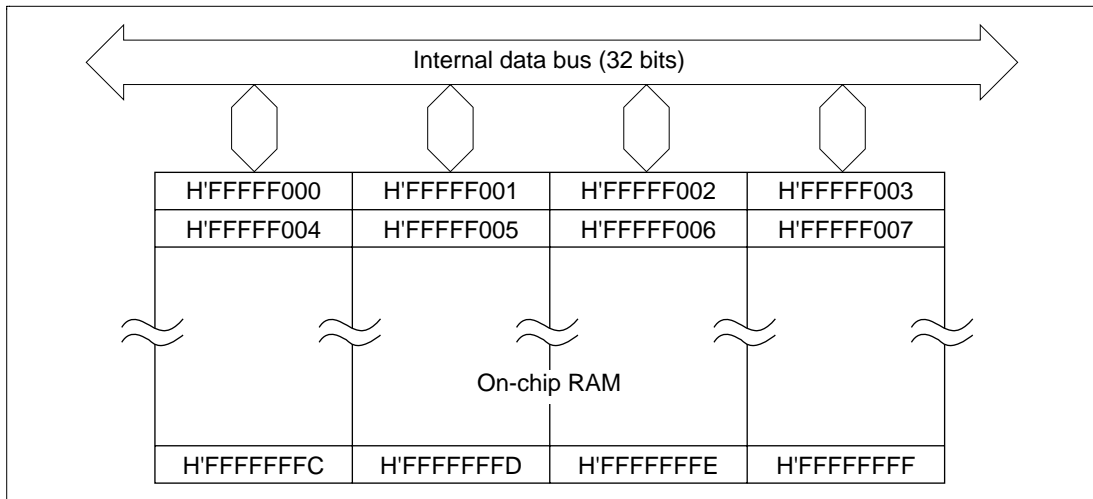 Internal data bus (32 bits)
H'FFFFF000 H'FFFFF001 H'FFFFF002 H'FFFFF003
H'FFFFF004 H'FFFFF005 H'FFFFF006 H'FFFFF007
On-chip RAM
H'FFFFFFFC H'FFFFFFFD H'FFFFFFFE H'FFFFFFFF